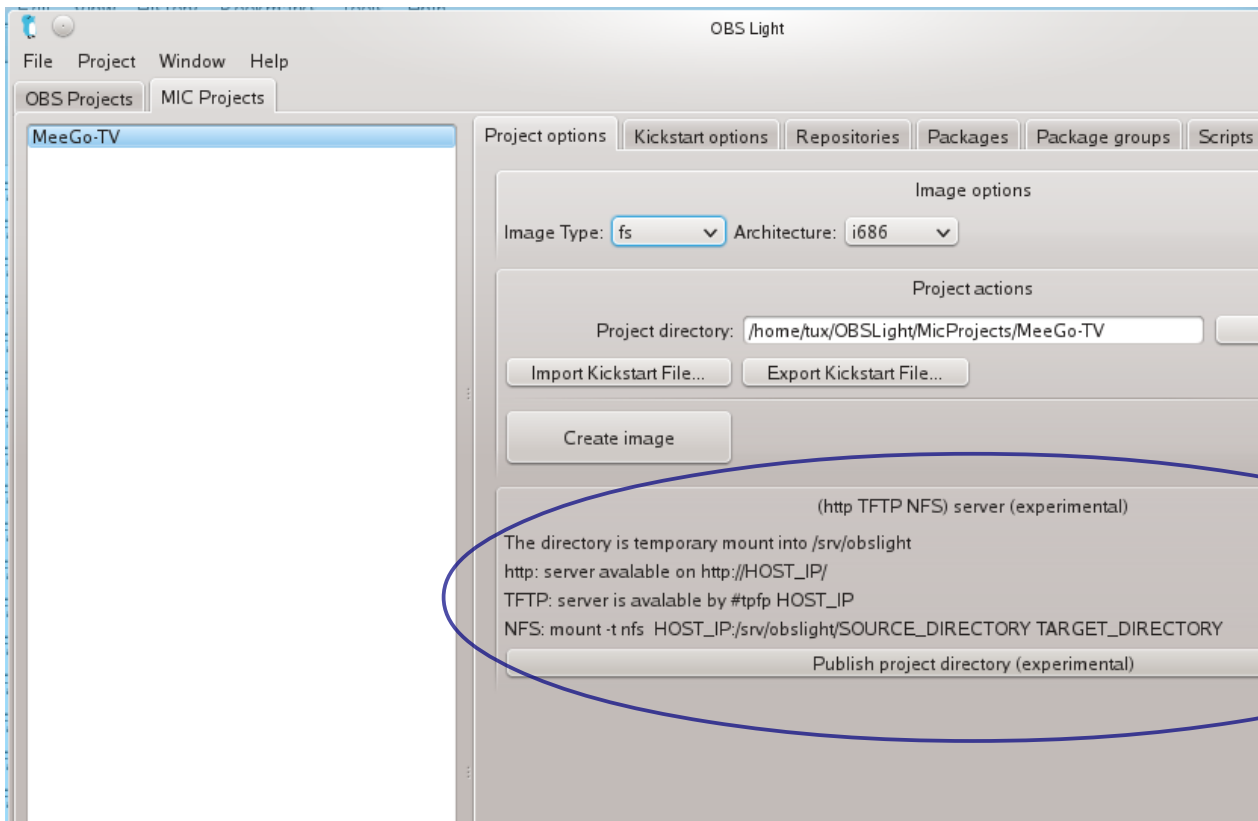 OBS Light
File Project Window Help
OBS Projects MIC Projects
MeeGo-TV
Project options Kickstart options Repositories Packages Package groups Scripts
Image options
Image Type: fs Architecture: i686
Project actions
Project directory: /home/tux/OBSLight/MicProjects/MeeGo-TV
Import Kickstart File... Export Kickstart File...
Create image
(http TFTP NFS) server (experimental)
The directory is temporary mount into /srv/obslight
http: server avalable on http://HOST_IP/
TFTP: server is avalable by #tpfp HOST_IP
NFS: mount -t nfs HOST_IP:/srv/obslight/SOURCE_DIRECTORY TARGET_DIRECTORY
Publish project directory (experimental)